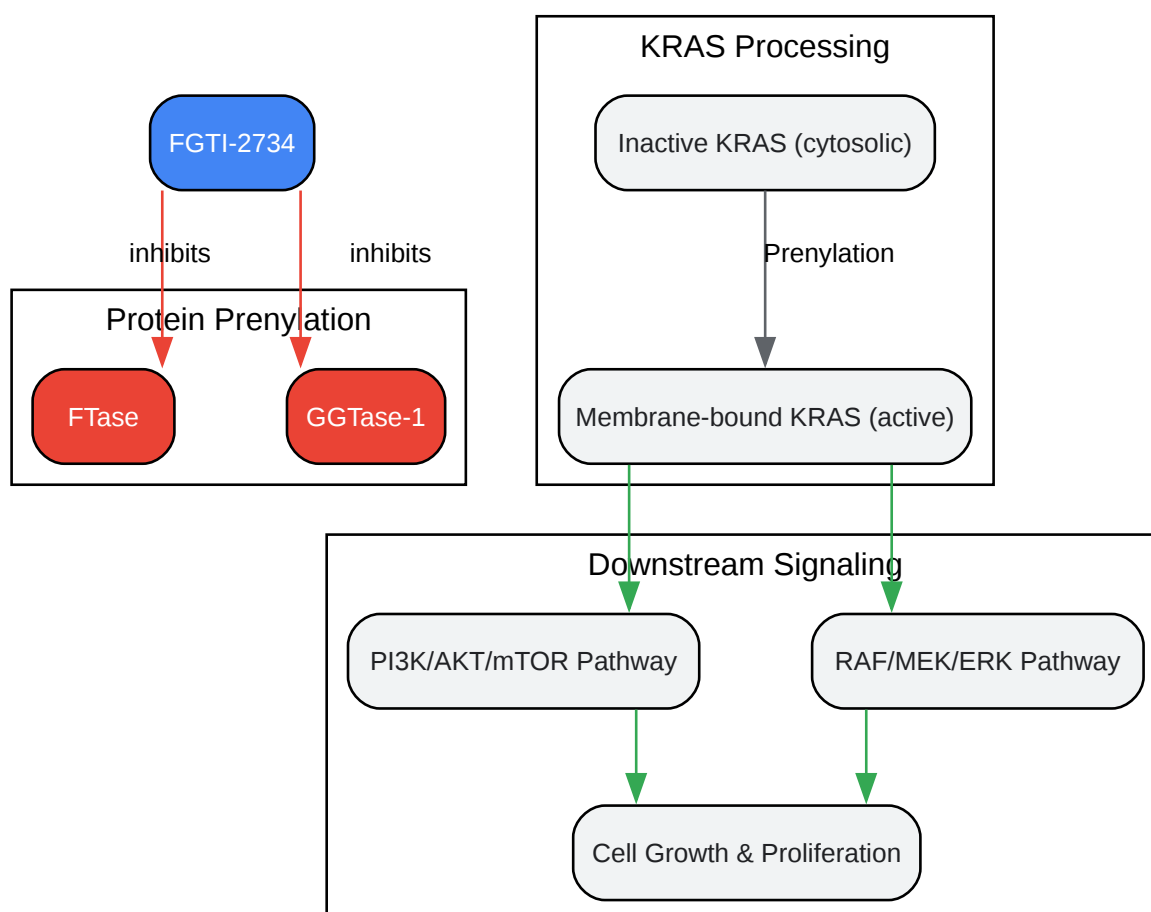 KRAS Processing
FGTI-2734
Inactive KRAS (cytosolic)
inhibits
inhibits
Prenylation
Protein Prenylation
FTase
GGTase-1
Membrane-bound KRAS (active)
Downstream Signaling
PI3K/AKT/mTOR Pathway
RAF/MEK/ERK Pathway
Cell Growth & Proliferation